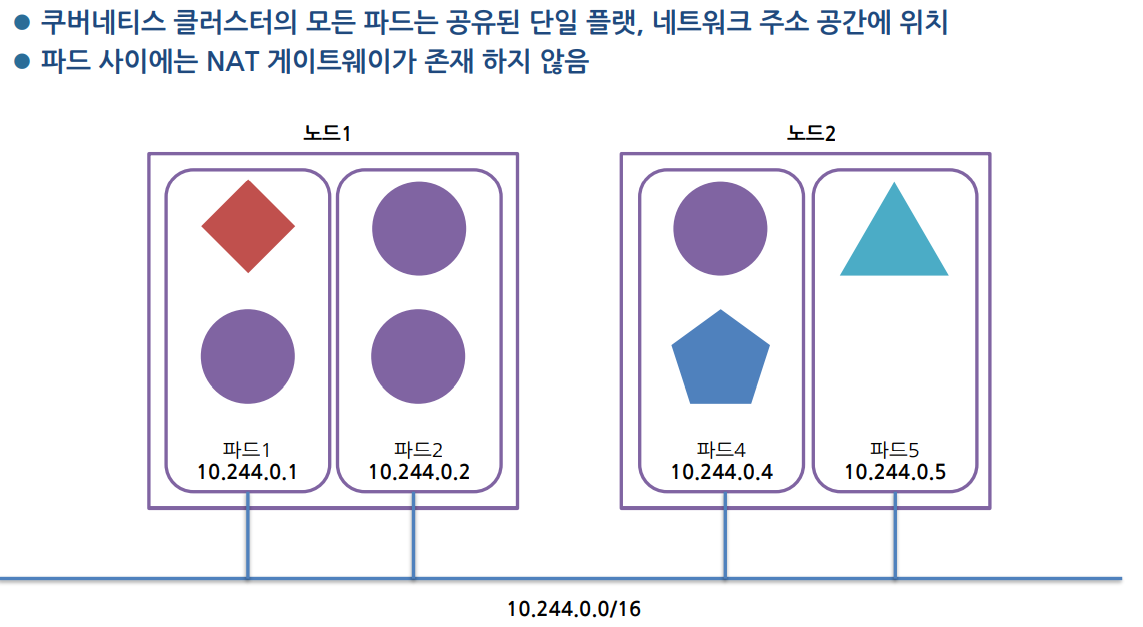 쿠버네티스 클러스터의 모든 파드는 공유된 단일 플랫, 네트워크 주소 공간에 위치
파드 사이에는 NAT 게이트웨이가 존재 하지 않음
노드1
노드2
파드1
10.244.0.1
파드2
10.244.0.2
파드4
10.244.0.4
파드5
10.244.0.5
10.244.0.0/16